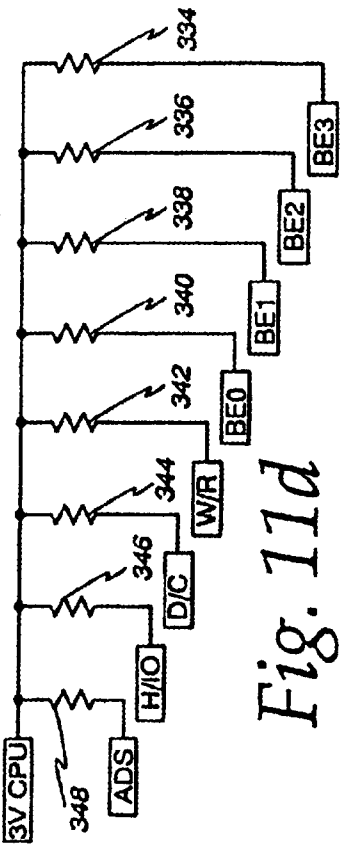 3V CPU
348
346
344
342
340
338
336
334
ADS
H/IO
D/C
W/R
BE0
BE1
BE2
BE3
Fig. 11d